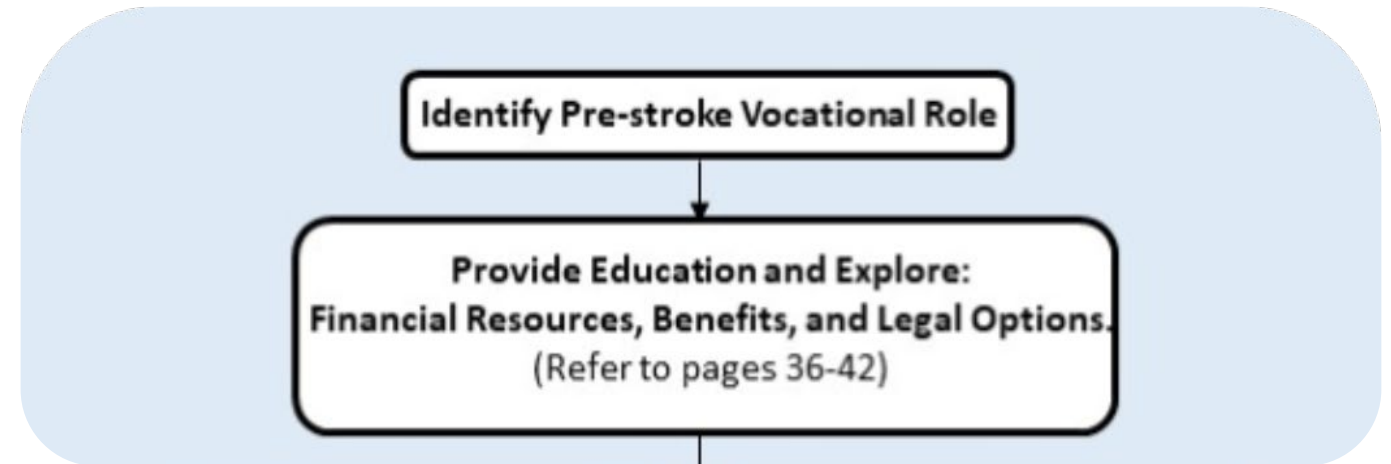 Identify Pre-stroke Vocational Role
Provide Education and Explore:
Financial Resources, Benefits, and Legal Options.
(Refer to pages 36-42)